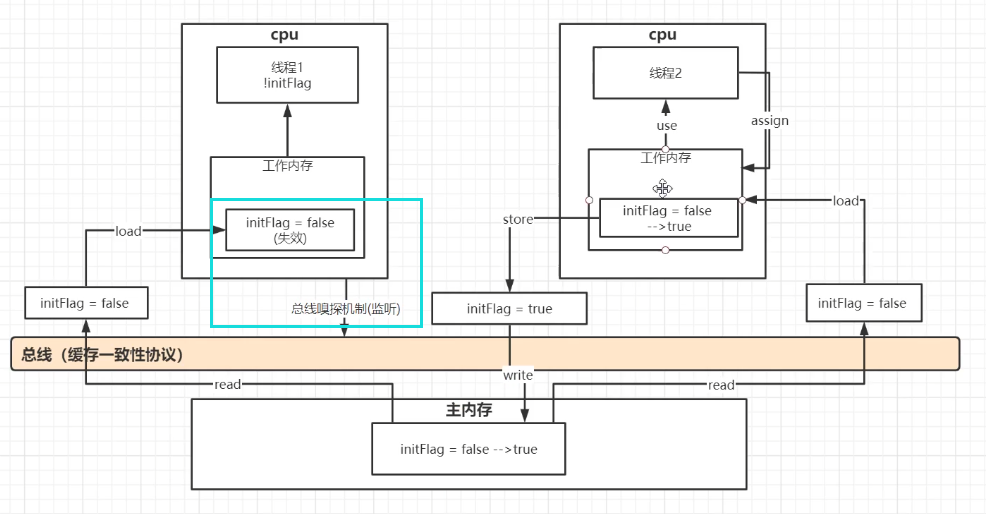 cpu
线程1
!initFlag
工作内存
initFlag = false
(失效)
load
initFlag = false
总线嗅探机制(监听)
cpu
线程2
use
assign
工作内存
initFlag = false
-->true
store
load
initFlag = true
initFlag = false
总线（缓存一致性协议）
read
write
read
主内存
initFlag = false -->true